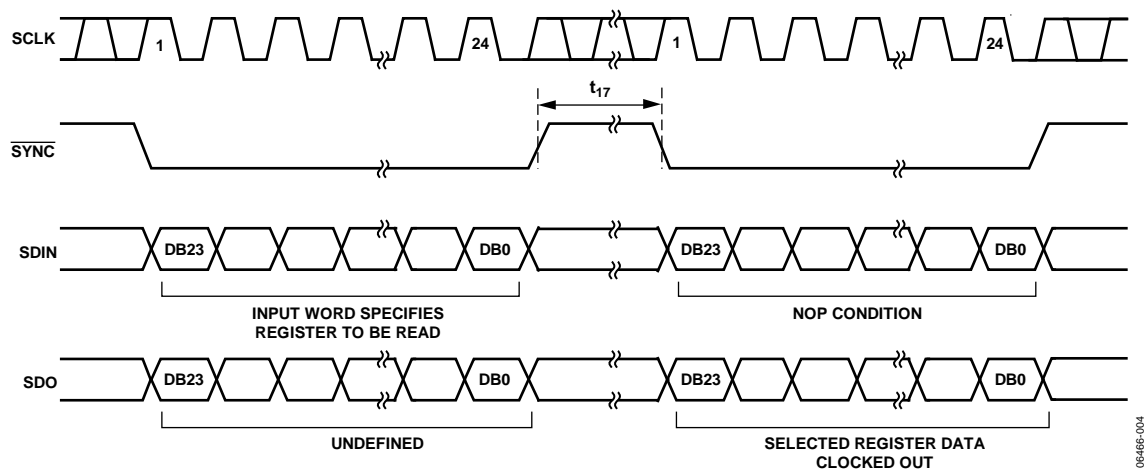 SCLK
1
24
1
24
t17
SYNC
SDIN
DB23
DB0
DB23
DB0
INPUT WORD SPECIFIES
REGISTER TO BE READ
NOP CONDITION
SDO
DB23
DB0
DB23
DB0
UNDEFINED
SELECTED REGISTER DATA
CLOCKED OUT
06466-004